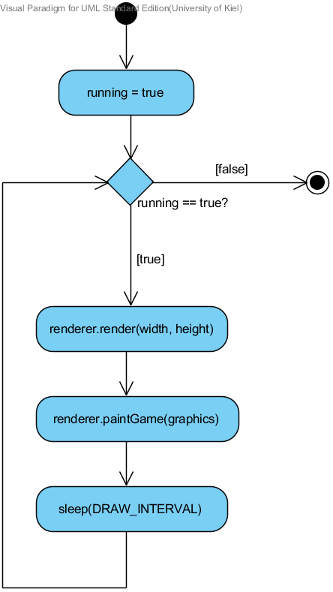 Visual Paradigm for UML Standard Edition(University of Kiel)
running = true
[false]
running == true?
[true]
renderer.render(width, height)
renderer.paintGame(graphics)
sleep(DRAW_INTERVAL)